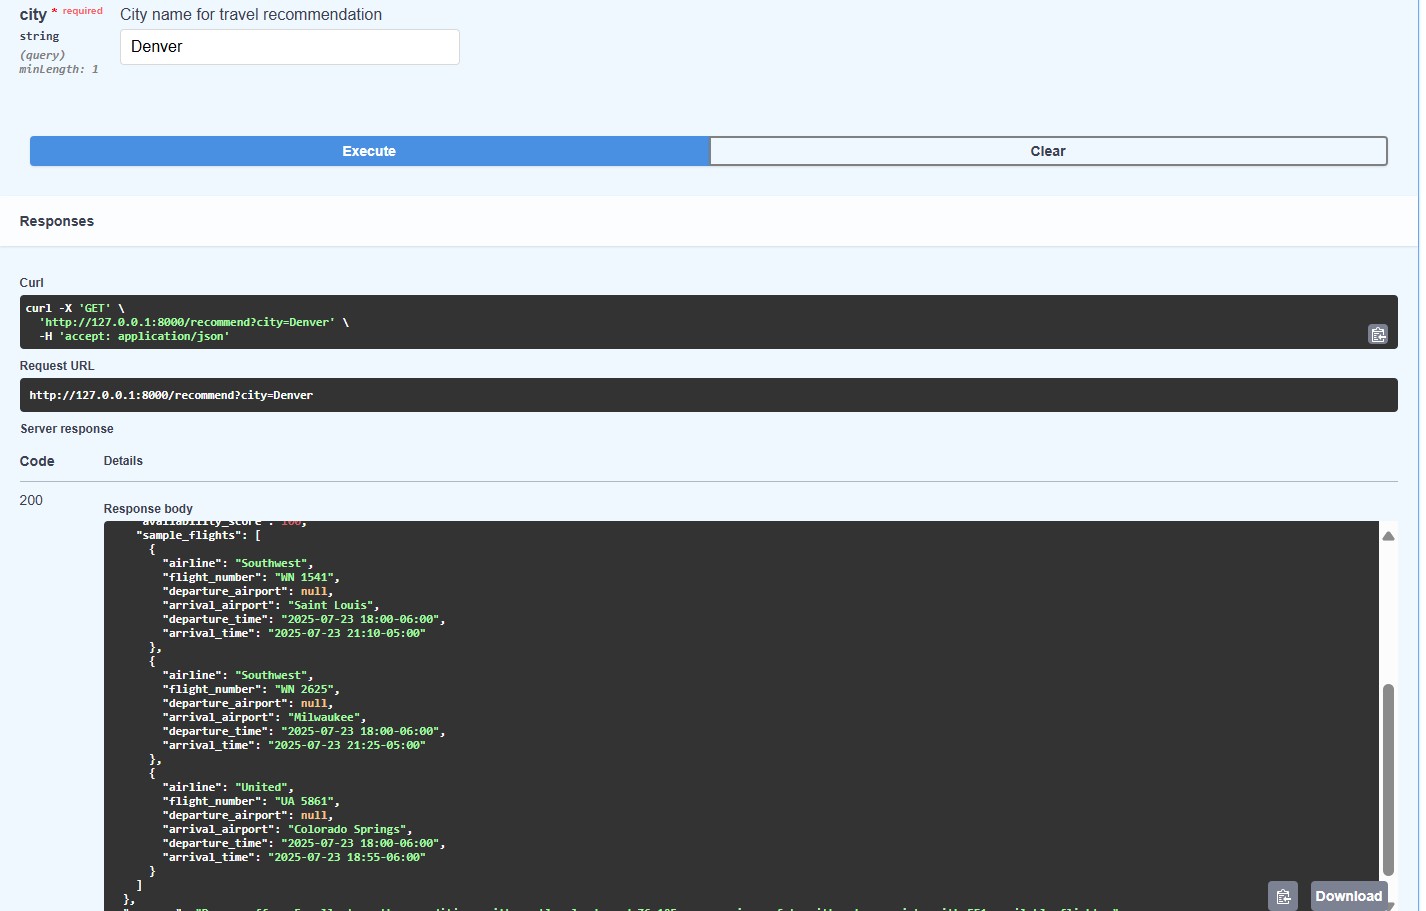 city * required
City name for travel recommendation
string
(query)
minLength: 1
Denver
Execute
Clear
Responses
Curl
curl -X 'GET' \
'http://127.0.0.1:8000/recommend?city=Denver' \
-H 'accept: application/json'
Request URL
http://127.0.0.1:8000/recommend?city=Denver
Server response
Code
Details
200
Response body
"availability_score": 100,
"sample_flights": [
{
"airline": "Southwest",
"flight_number": "WN 1541",
"departure_airport": null,
"arrival_airport": "Saint Louis",
"departure_time": "2025-07-23 18:00-06:00",
"arrival_time": "2025-07-23 21:10-05:00"
},
{
"airline": "Southwest",
"flight_number": "WN 2625",
"departure_airport": null,
"arrival_airport": "Milwaukee",
"departure_time": "2025-07-23 18:00-06:00",
"arrival_time": "2025-07-23 21:25-05:00"
},
{
"airline": "United",
"flight_number": "UA 5861",
"departure_airport": null,
"arrival_airport": "Colorado Springs",
"departure_time": "2025-07-23 18:00-06:00",
"arrival_time": "2025-07-23 18:55-06:00"
}
]
},
Download